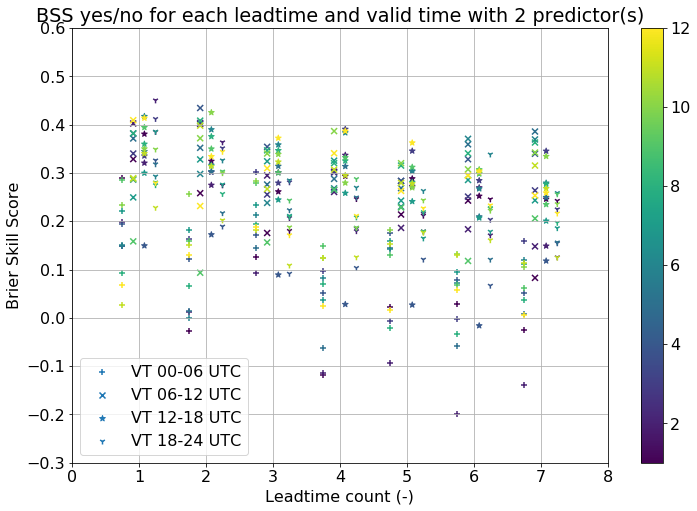 BSS yes/no for each leadtime and valid time with 2 predictor(s)
0.6
0.5
0.4
0.3
0.2
0.1
0.0
−0.1
−0.2
−0.3
Brier Skill Score
VT 00-06 UTC
VT 06-12 UTC
VT 12-18 UTC
VT 18-24 UTC
0 1 2 3 4 5 6 7 8
Leadtime count (-)
12
10
8
6
4
2